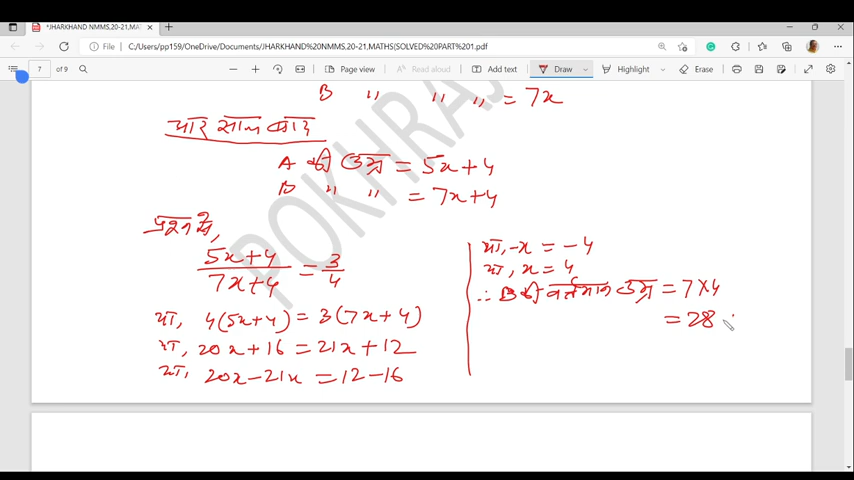 *JHARKHAND NMMS,20-21,MATHS
File C:/Users/pp159/OneDrive/Documents/JHARKHAND%20NMMS,20-21,MATHS(SOLVED%20PART%201.pdf
7 of 9 Page view Read aloud Add text Draw Highlight Erase
B " " " = 7x
चार साल बाद
A की उम्र = 5x+4
B " " = 7x+4
प्रश्न से,
5x+4 / 7x+4 = 3/4
या, 4(5x+4) = 3(7x+4)
या, 20x+16 = 21x+12
या, 20x-21x = 12-16
या, -x = -4
या, x = 4
∴ B की वर्तमान उम्र = 7×4
= 28
POKHRAJ